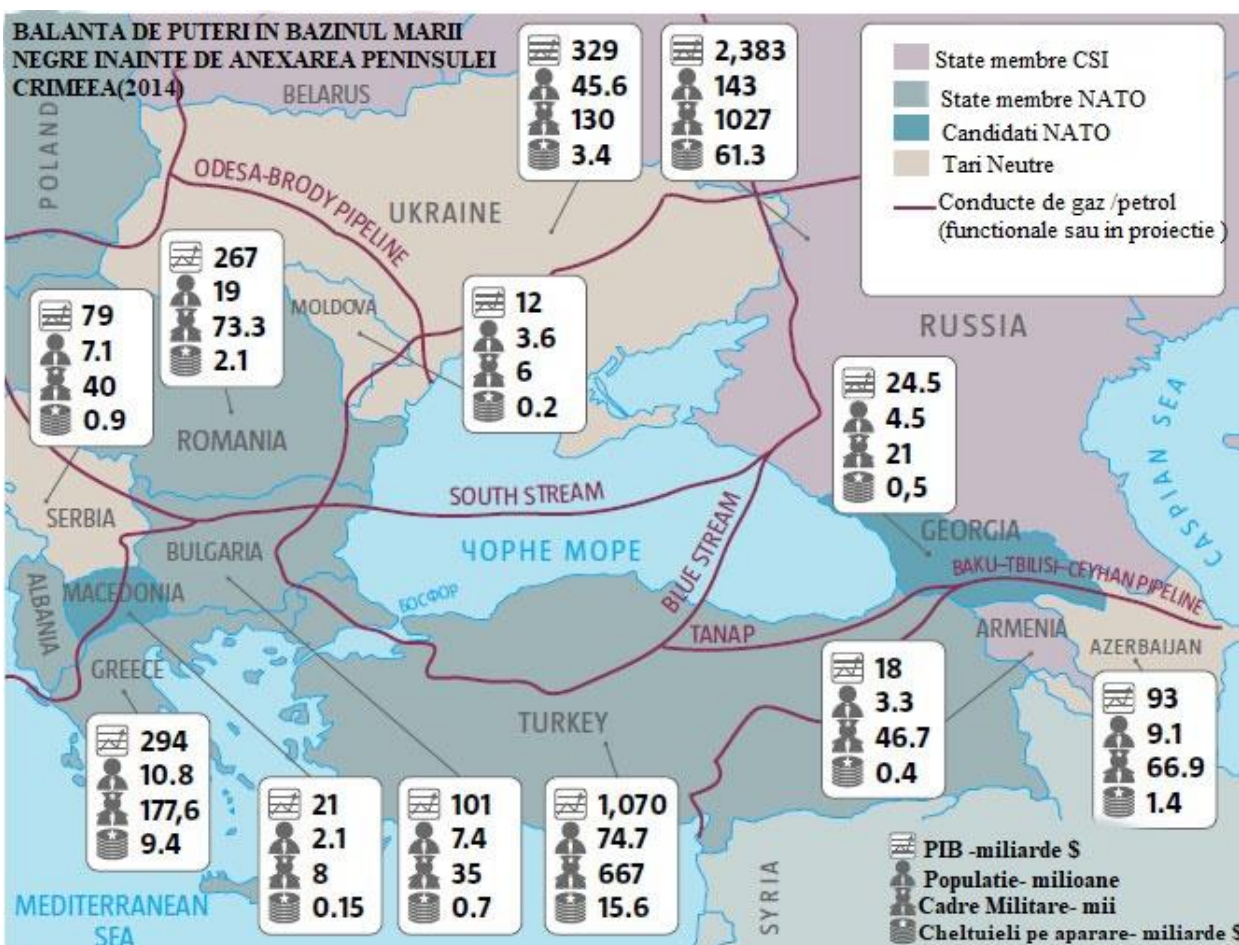 BALANTA DE PUTERI IN BAZINUL MARII
NEGRE INAINTE DE ANEXAREA PENINSULEI
CRIMEEA(2014)
BELARUS
POLAND
329
45.6
130
3.4
2,383
143
1027
61.3
State membre CSI
State membre NATO
Candidati NATO
Tari Neutre
Conducte de gaz /petrol
(functionale sau in proiectie )
ODESA-BRODY PIPELINE
UKRAINE
267
19
73.3
2.1
MOLDOVA
12
3.6
6
0.2
RUSSIA
79
7.1
40
0.9
ROMANIA
24.5
4.5
21
0,5
CASPIAN SEA
SERBIA
SOUTH STREAM
BULGARIA
ЧОРНЕ МОРЕ
BLUE STREAM
GEORGIA
BAKU–TBILISI–CEYHAN PIPELINE
ALBANIA
MACEDONIA
БОСФОР
TANAP
ARMENIA
AZERBAIJAN
GREECE
TURKEY
294
10.8
177,6
9.4
18
3.3
46.7
0.4
93
9.1
66.9
1.4
21
2.1
8
0.15
101
7.4
35
0.7
1,070
74.7
667
15.6
SYRIA
MEDITERRANEAN
SEA
PIB -miliarde $
Populatie- milioane
Cadre Militare- mii
Cheltuieli pe aparare- miliarde $